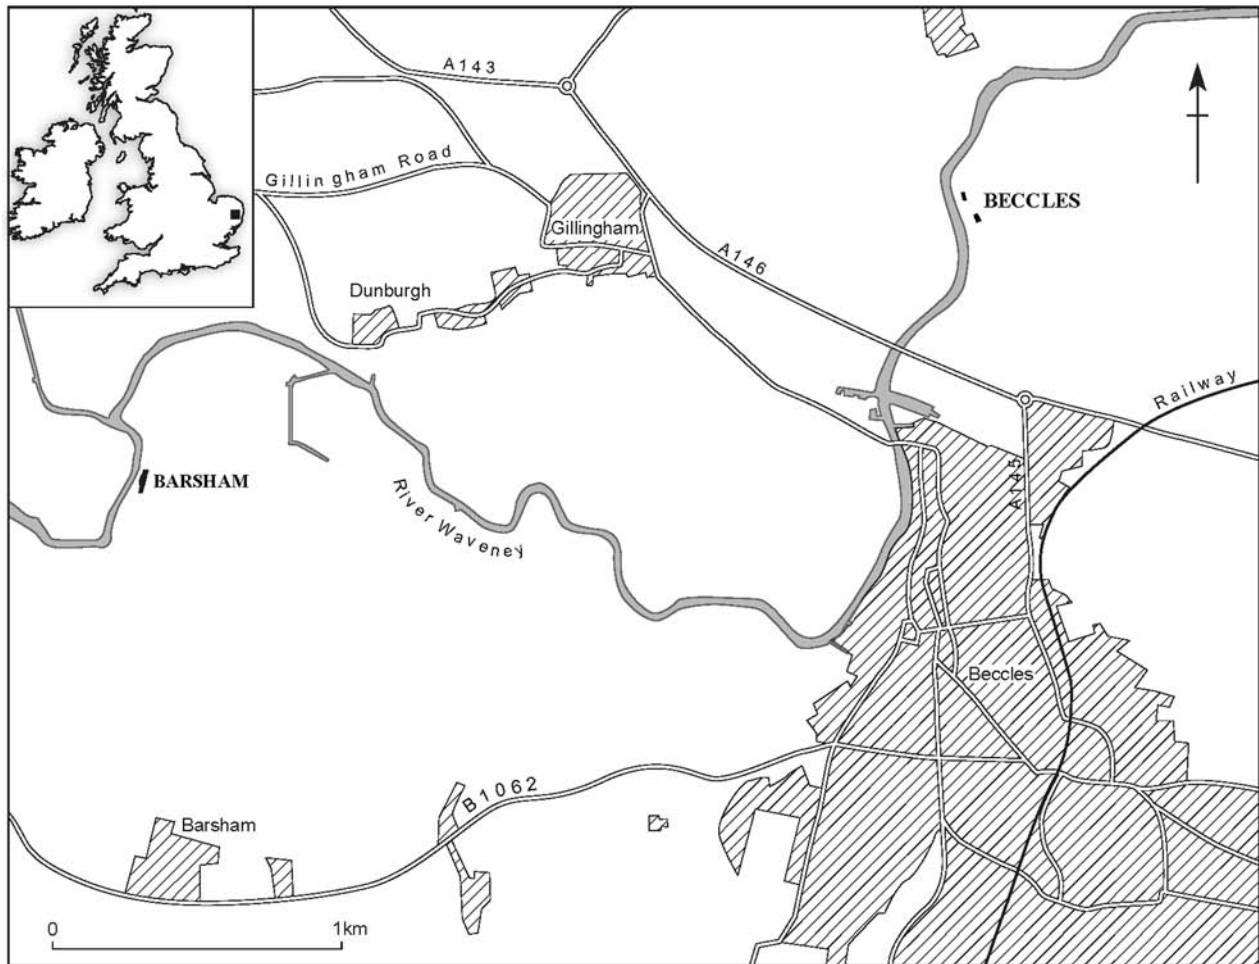 A143
Gillingham Road
Gillingham
BECCLES
A146
Dunburgh
Railway
BARSHAM
A145
River Waveney
Beccles
B1062
Barsham
0 1km